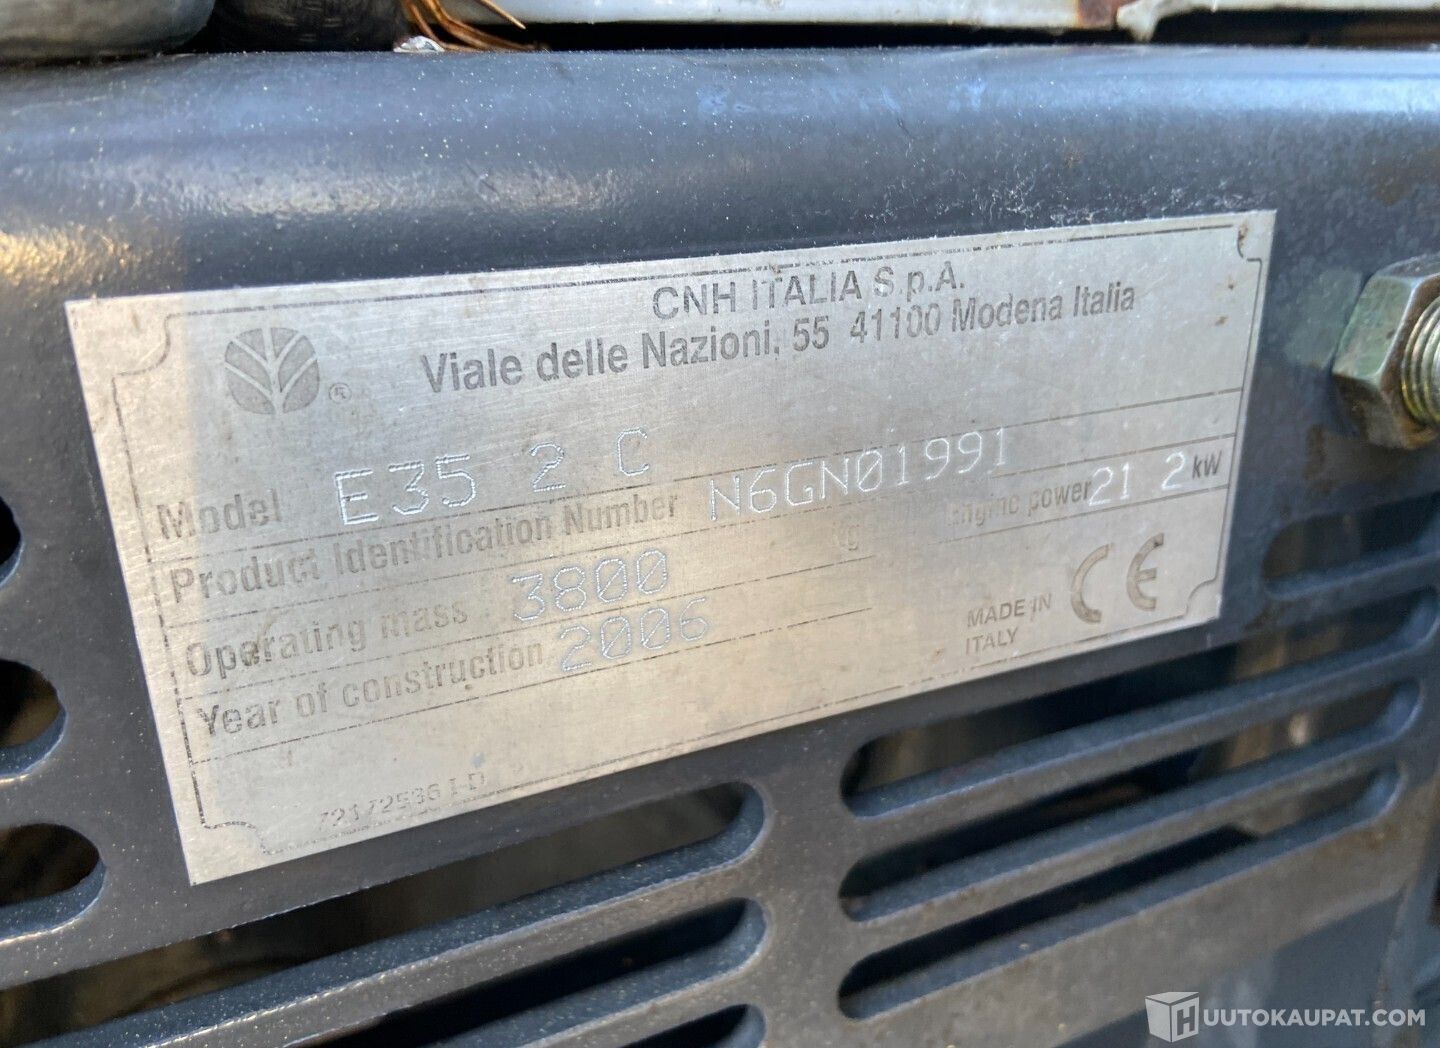 CNH ITALIA S.p.A.
Viale delle Nazioni, 55 41100 Modena Italia
®
Model E35 2 C
Product Identification Number N6GN01991
Operating mass 3800 kg Engine power 21 2 kW
Year of construction 2006
MADE IN
ITALY
CE
HUUTOKAUPAT.COM